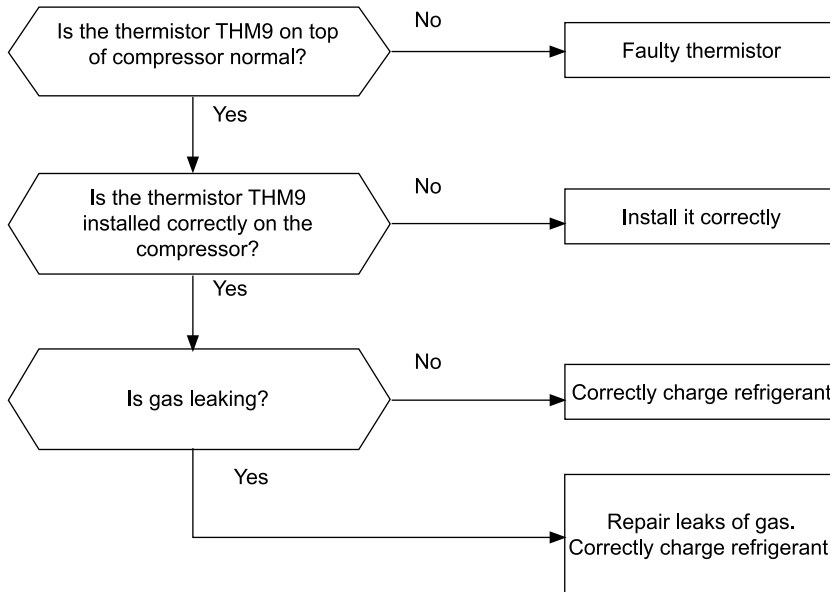 Is the thermistor THM9 on top
of compressor normal?
No
Faulty thermistor
Yes
Is the thermistor THM9
installed correctly on the
compressor?
No
Install it correctly
Yes
Is gas leaking?
No
Correctly charge refrigerant
Yes
Repair leaks of gas.
Correctly charge refrigerant